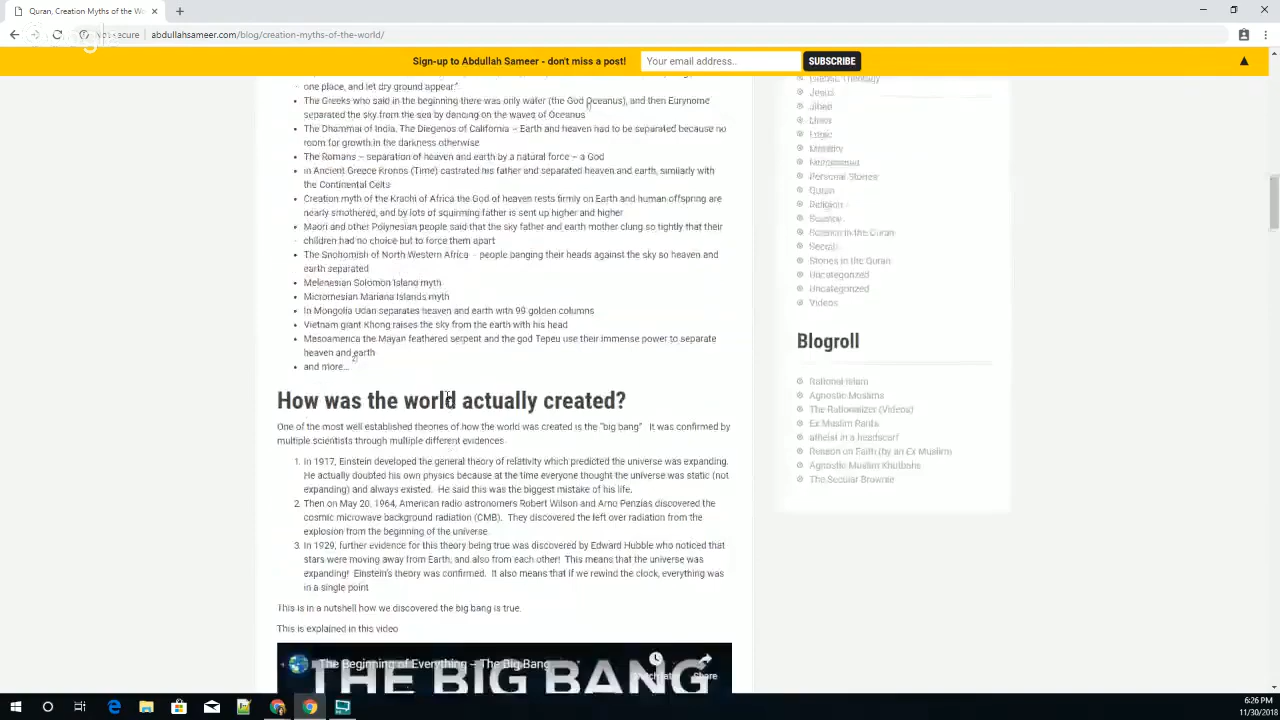 Quran, Creation Myths of the Wo
Not secure | abdullahsameer.com/blog/creation-myths-of-the-world/
Sign-up to Abdullah Sameer - don't miss a post!
Your email address..
SUBSCRIBE
one place, and let dry ground appear."
The Greeks who said in the beginning there was only water (the God Oceanus), and then Eurynome
separated the sky from the sea by dancing on the waves of Oceanus
The Dhammai of India, The Diegenos of California – Earth and heaven had to be separated because no
room for growth in the darkness otherwise
The Romans – separation of heaven and earth by a natural force – a God
in Ancient Greece Kronos (Time) castrated his father and separated heaven and earth, similarly with
the Continental Celts
Creation myth of the Krachi of Africa the God of heaven rests firmly on Earth and human offspring are
nearly smothered, and by lots of squirming father is sent up higher and higher
Maori and other Polynesian people said that the sky father and earth mother clung so tightly that their
children had no choice but to force them apart
The Snohomish of North Western Africa – people banging their heads against the sky so heaven and
earth separated
Melenesian Solomon Island myth
Micromesian Mariana Islands myth
In Mongolia Udan separates heaven and earth with 99 golden columns
Vietnam giant Khong raises the sky from the earth with his head
Masoamerica the Mayan feathered serpent and the god Tepeu use their immense power to separate
heaven and earth
and more...
How was the world actually created?
One of the most well established theories of how the world was created is the "big bang" It was confirmed by
multiple scientists through multiple different evidences
1. In 1917, Einstein developed the general theory of relativity which predicted the universe was expanding.
He actually doubted his own physics because at the time everyone thought the universe was static (not
expanding) and always existed. He said this was the biggest mistake of his life.
2. Then on May 20, 1964, American radio astronomers Robert Wilson and Arno Penzias discovered the
cosmic microwave background radiation (CMB). They discovered the left over radiation from the
explosion from the beginning of the universe.
3. In 1929, further evidence for this theory being true was discovered by Edward Hubble who noticed that
stars were moving away from Earth, and also from each other! This means that the universe was
expanding! Einstein's theory was confirmed. It also means that if we rewind the clock, everything was
in a single point
This is in a nutshell how we discovered the big bang is true.
This is explained in this video
The Beginning of Everything – The Big Bang
Watch later
Share
THE BIG BANG
Islamic Theology
Jesus
Jihad
Logic
Morality
Muhammad
Personal Stories
Quran
Religion
Science
Science in the Quran
Stories in the Quran
Uncategorized
Uncategorized
Videos
Blogroll
Rational Islam
Agnostic Muslims
The Rationalizer (Videos)
Ex Muslim Rants
atheist in a headscarf
Reason on Earth (by an Ex Muslim)
Agnostic Muslim Khutbahs
The Secular Brownie
6:26 PM
11/30/2018